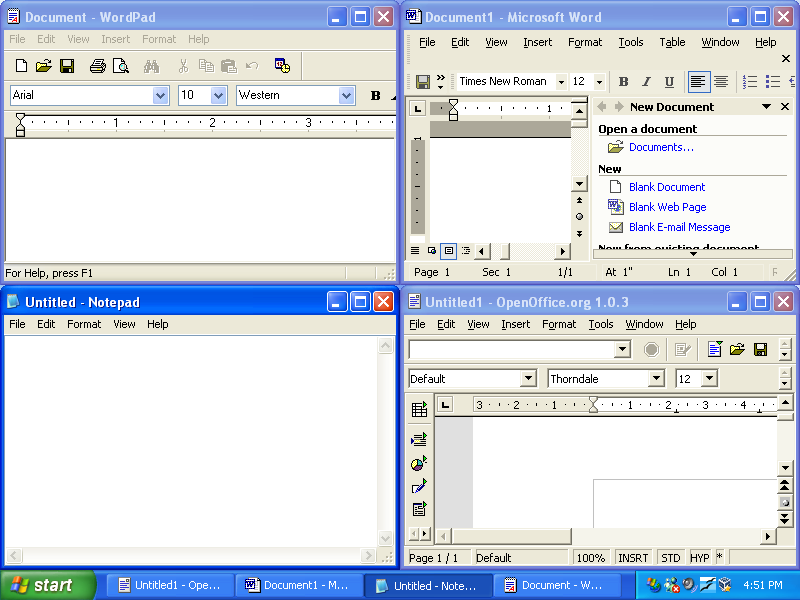 Document - WordPad
File Edit View Insert Format Help
Arial 10 Western B
1 2 3
For Help, press F1
Document1 - Microsoft Word
File Edit View Insert Format Tools Table Window Help
Times New Roman 12 B I U
1
New Document
Open a document
Documents...
New
Blank Document
Blank Web Page
Blank E-mail Message
New from existing document
Page 1 Sec 1 1/1 At 1" Ln 1 Col 1
Untitled - Notepad
File Edit Format View Help
Untitled1 - OpenOffice.org 1.0.3
File Edit View Insert Format Tools Window Help
Default Thorndale 12
3 2 1 1 2 3 4
Page 1 / 1 Default 100% INSRT STD HYP *
start Untitled1 - Ope... Document1 - M... Untitled - Note... Document - W... 4:51 PM